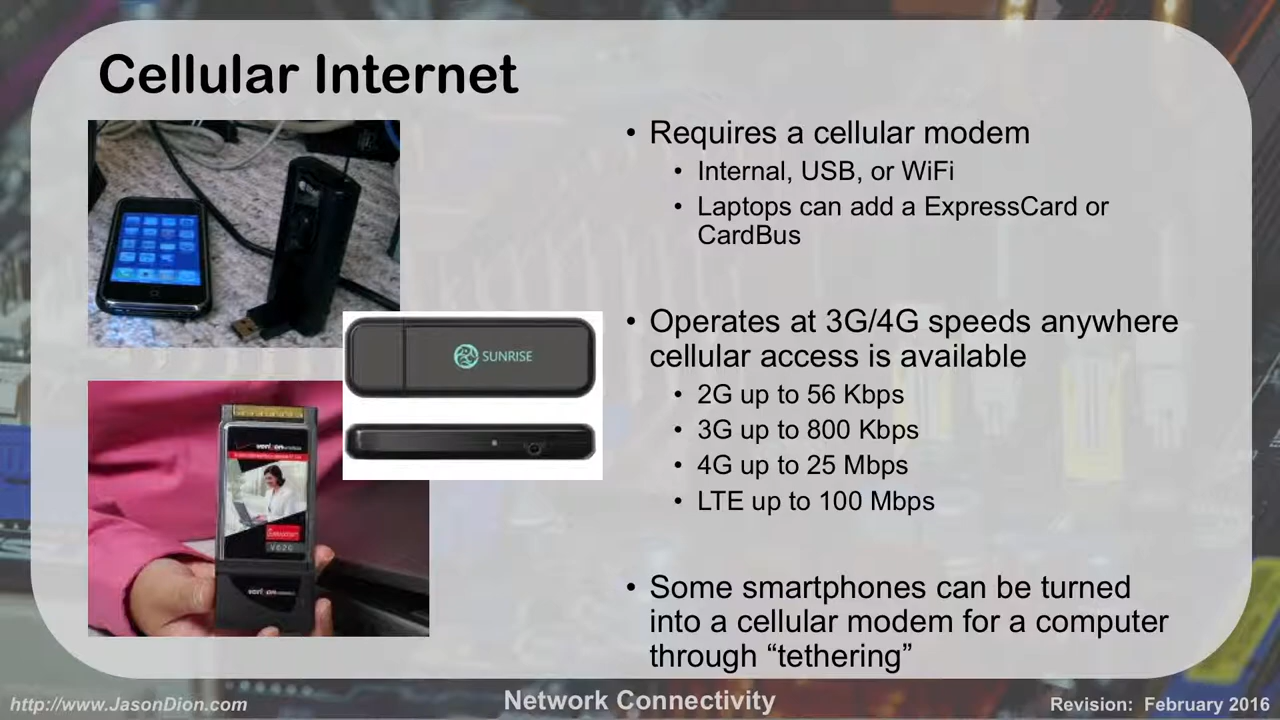 Cellular Internet
• Requires a cellular modem
• Internal, USB, or WiFi
• Laptops can add a ExpressCard or
CardBus
SUNRISE
• Operates at 3G/4G speeds anywhere
cellular access is available
• 2G up to 56 Kbps
• 3G up to 800 Kbps
• 4G up to 25 Mbps
• LTE up to 100 Mbps
verizon wireless
V620
verizon wireless
• Some smartphones can be turned
into a cellular modem for a computer
through “tethering”
http://www.JasonDion.com
Network Connectivity
Revision: February 2016